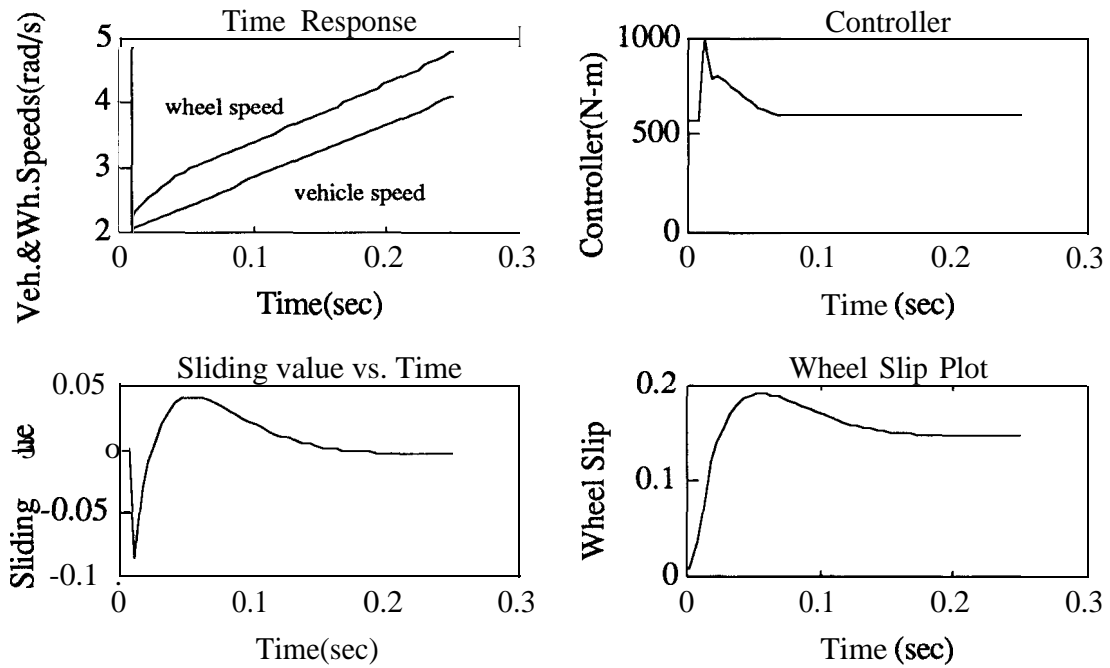 Time Response
Veh.&Wh.Speeds(rad/s)
5
4
3
2
wheel speed
vehicle speed
0
0.1
0.2
0.3
Time(sec)
Controller
Controller(N-m)
1000
500
0
0
0.1
0.2
0.3
Time (sec)
Sliding value vs. Time
Sliding
0.05
0
-0.05
-0.1
0
0.1
0.2
0.3
Time(sec)
Wheel Slip Plot
Wheel Slip
0.2
0.1
0
0
0.1
0.2
0.3
Time (sec)